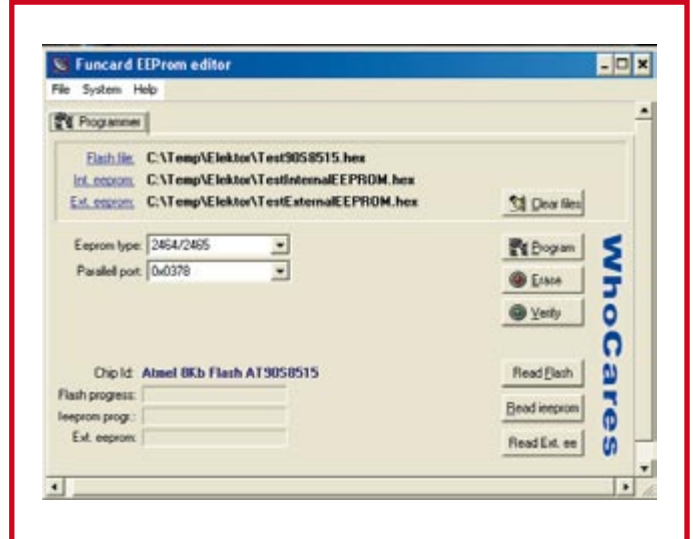 Funcard EEProm editor
File System Help
Programmer
Flash file: C:\Temp\Elektor\Test90S8515.hex
Int. eeprom: C:\Temp\Elektor\TestInternalEEPROM.hex
Ext. eeprom: C:\Temp\Elektor\TestExternalEEPROM.hex
Clear files
Eeprom type: 2464/2465
Parallell port: 0x0378
Program
Erase
Verify
WhoCares
Chip Id: Atmel 8Kb Flash AT90S8515
Flash progress:
Ieeprom progr.:
Ext. eeprom:
Read Flash
Read ieeprom
Read Ext. ee